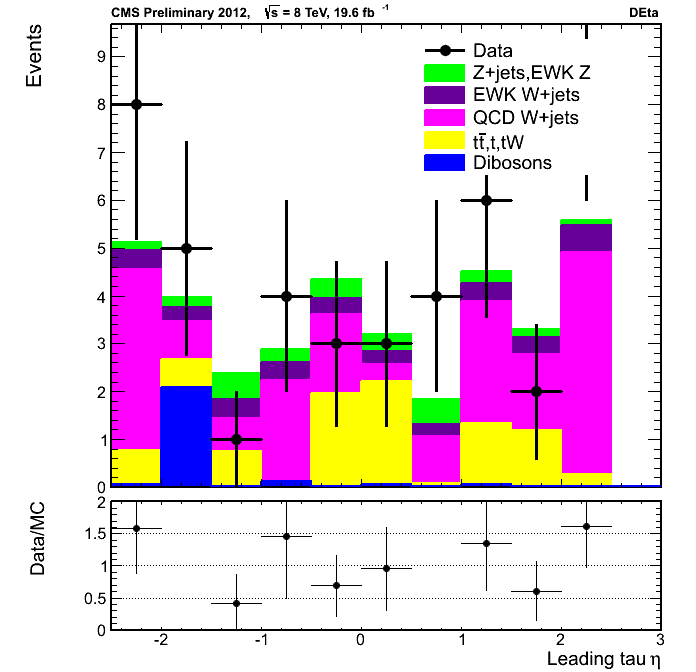 CMS Preliminary 2012, √s = 8 TeV, 19.6 fb⁻¹ DEta
Events
9
8
7
6
5
4
3
2
1
0
Data
Z+jets,EWK Z
EWK W+jets
QCD W+jets
tt̄,t,tW
Dibosons
Data/MC
2
1.5
1
0.5
0
-2 -1 0 1 2 3
Leading tau η